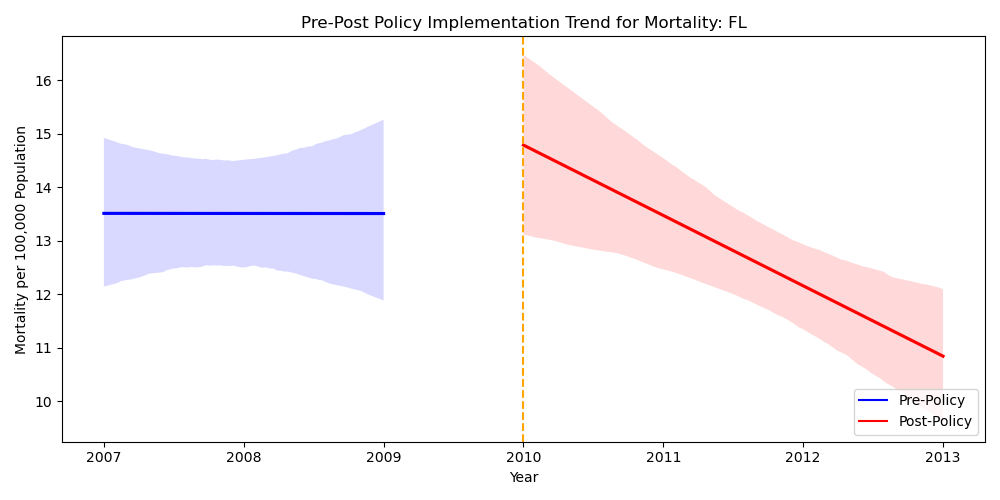 Pre-Post Policy Implementation Trend for Mortality: FL
Mortality per 100,000 Population
16
15
14
13
12
11
10
2007 2008 2009 2010 2011 2012 2013
Year
Pre-Policy
Post-Policy